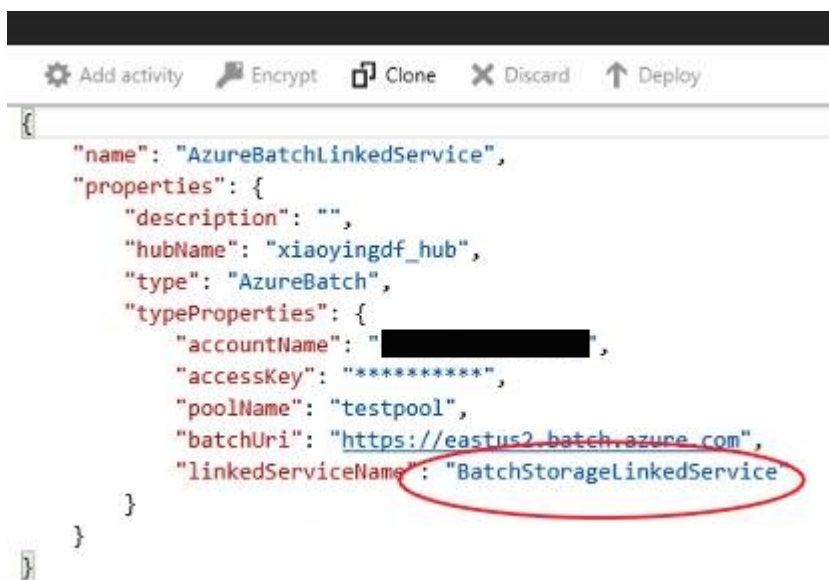 Add activity Encrypt Clone Discard Deploy
{
"name": "AzureBatchLinkedService",
"properties": {
"description": "",
"hubName": "xiaoyingdf_hub",
"type": "AzureBatch",
"typeProperties": {
"accountName": "",
"accessKey": "**********",
"poolName": "testpool",
"batchUri": "https://eastus2.batch.azure.com",
"linkedServiceName": "BatchStorageLinkedService"
}
}
}